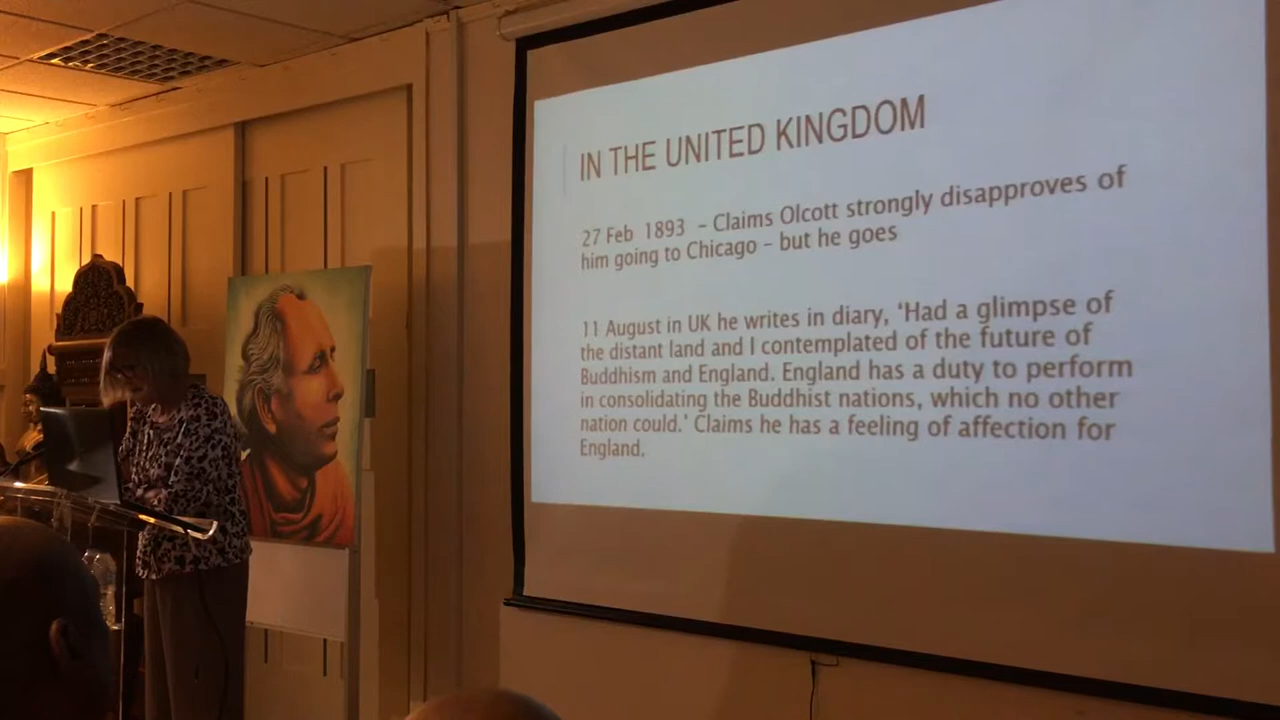 IN THE UNITED KINGDOM
27 Feb 1893 – Claims Olcott strongly disapproves of
him going to Chicago – but he goes
11 August in UK he writes in diary, ‘Had a glimpse of
the distant land and I contemplated of the future of
Buddhism and England. England has a duty to perform
in consolidating the Buddhist nations, which no other
nation could.' Claims he has a feeling of affection for
England.